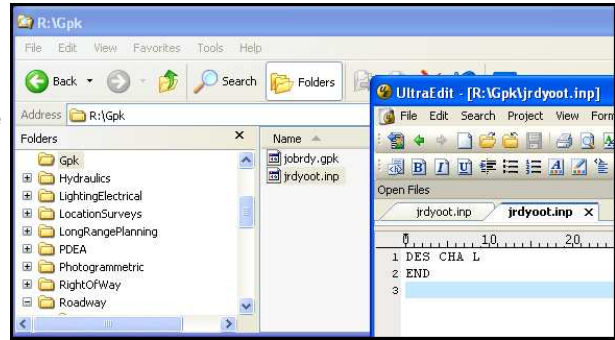 R:\Gpk
File Edit View Favorites Tools Help
Back Search Folders
Address R:\Gpk
Folders
Gpk
Hydraulics
LightingElectrical
LocationSurveys
LongRangePlanning
PDEA
Photogrammetric
RightOfWay
Roadway
Name
jobrdy.gpk
jrdyoot.inp
UltraEdit - [R:\Gpk\jrdyoot.inp]
File Edit Search Project View Form
B I U
Open Files
jrdyoot.inp jrdyoot.inp X
0 10 20
1 DES CHA L
2 END
3